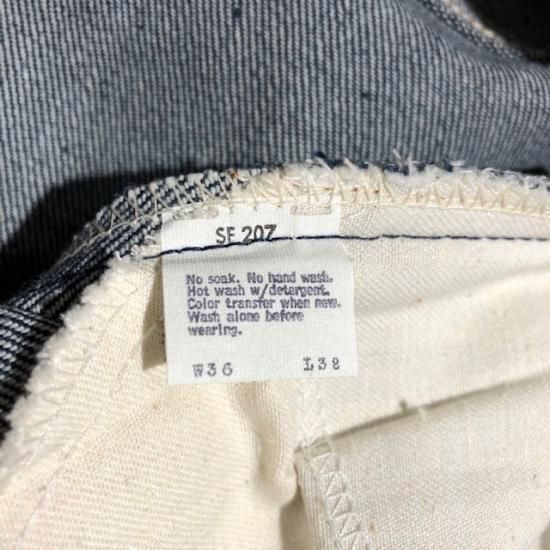 SF 207
No soak. No hand wash.
Hot wash w/detergent.
Color transfer when new.
Wash alone before
wearing.
W36 L32